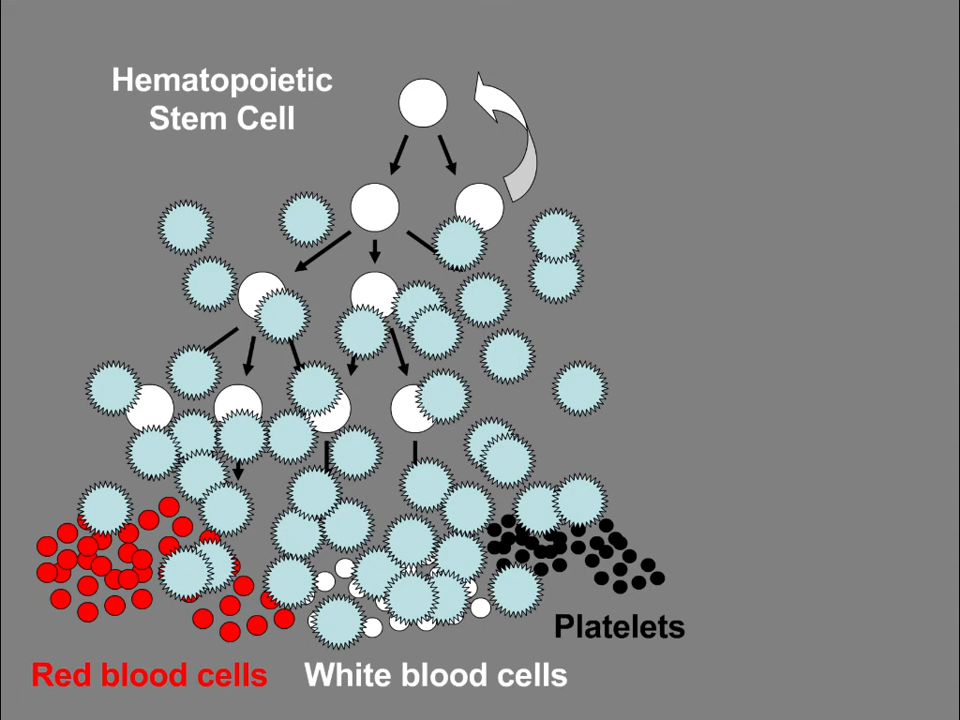 Hematopoietic
Stem Cell
Platelets
Red blood cells
White blood cells